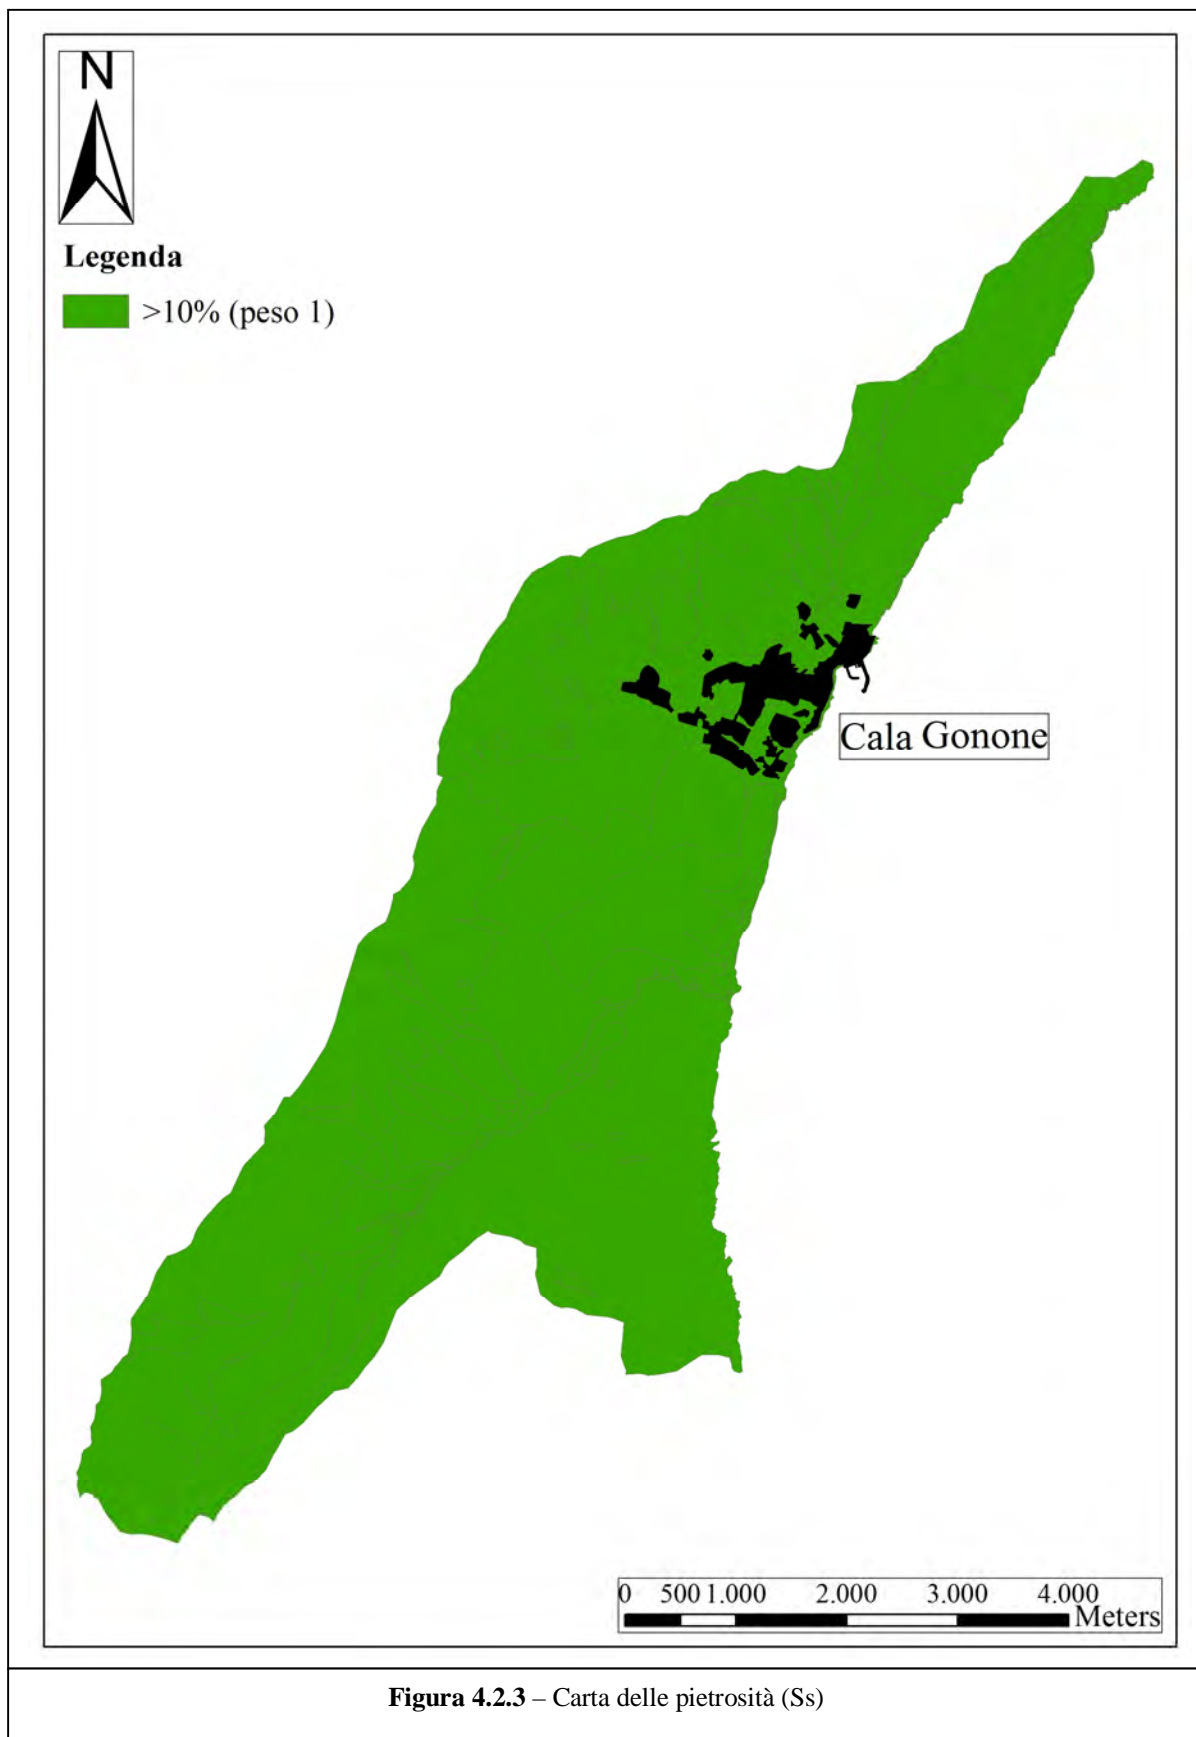 N
Legenda
>10% (peso 1)
Cala Gonone
0 500 1.000 2.000 3.000 4.000
Meters
Figura 4.2.3 – Carta delle pietrosità (Ss)